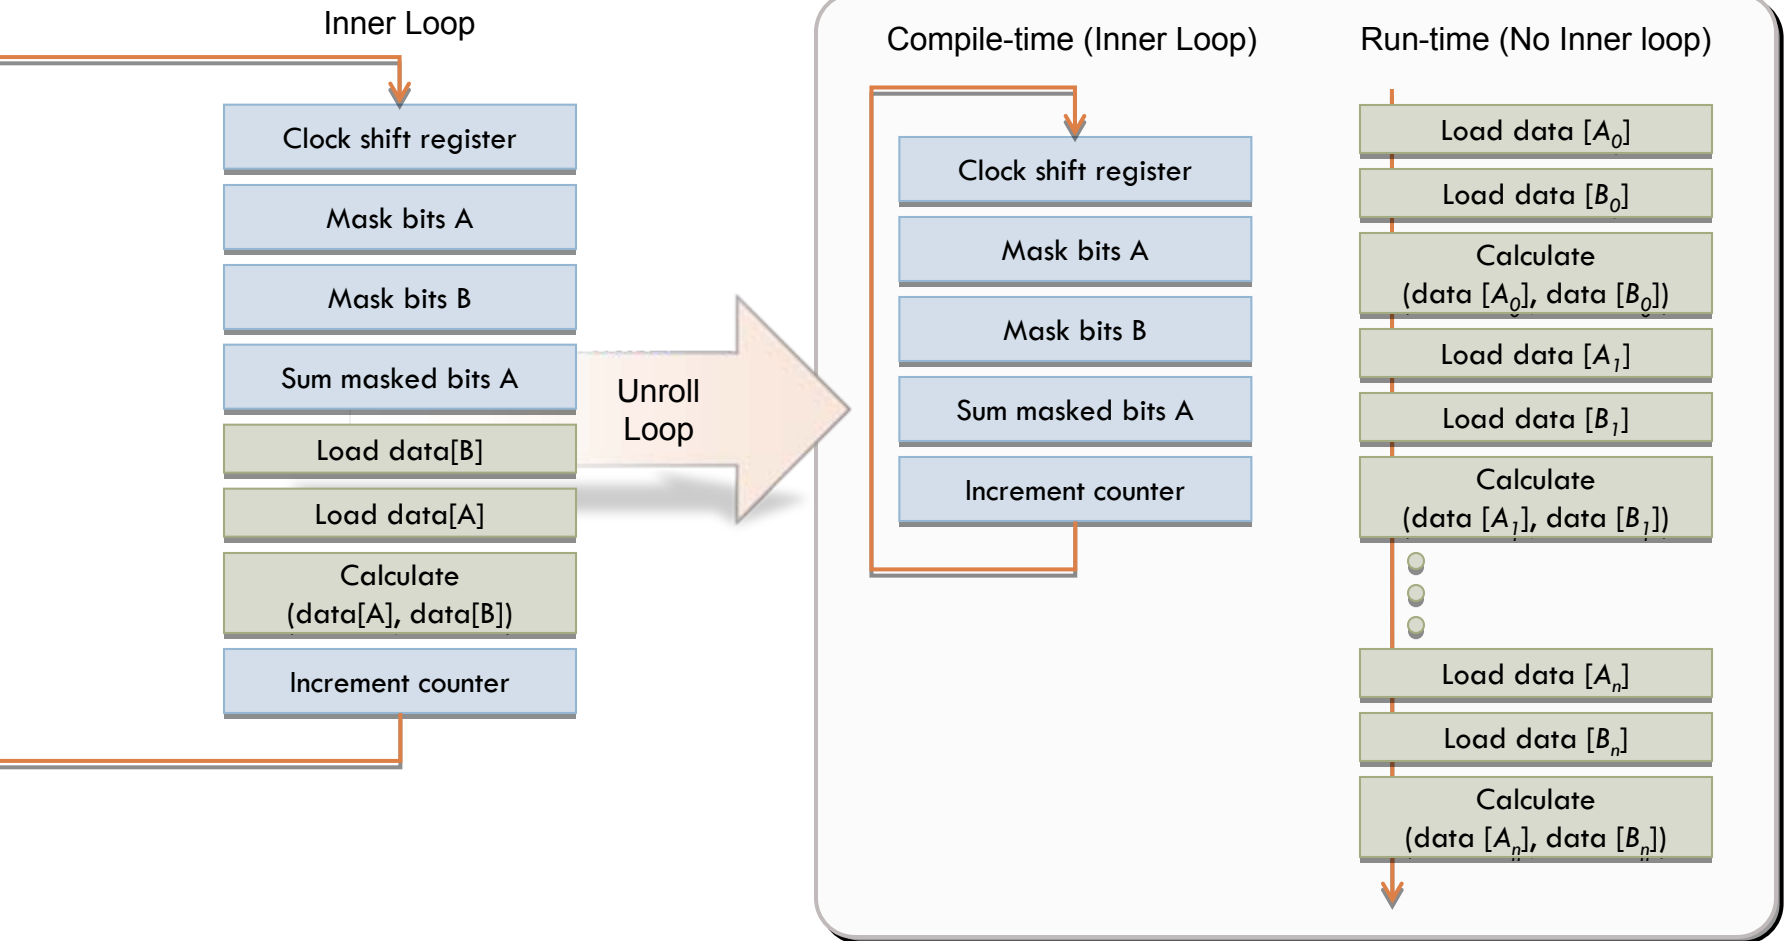 Inner Loop
Clock shift register
Mask bits A
Mask bits B
Sum masked bits A
Load data[B]
Load data[A]
Calculate
(data[A], data[B])
Increment counter
Unroll
Loop
Compile-time (Inner Loop)
Clock shift register
Mask bits A
Mask bits B
Sum masked bits A
Increment counter
Run-time (No Inner loop)
Load data [A0]
Load data [B0]
Calculate
(data [A0], data [B0])
Load data [A1]
Load data [B1]
Calculate
(data [A1], data [B1])
Load data [An]
Load data [Bn]
Calculate
(data [An], data [Bn])